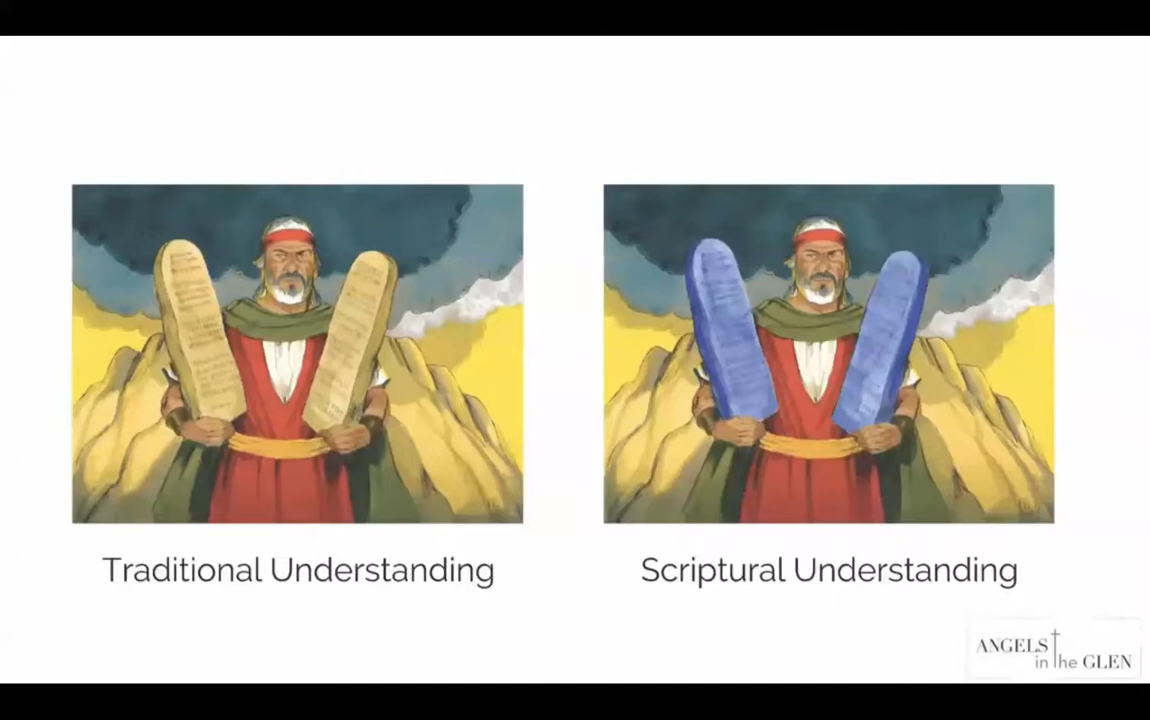 Traditional Understanding
Scriptural Understanding
ANGELS
in the GLEN